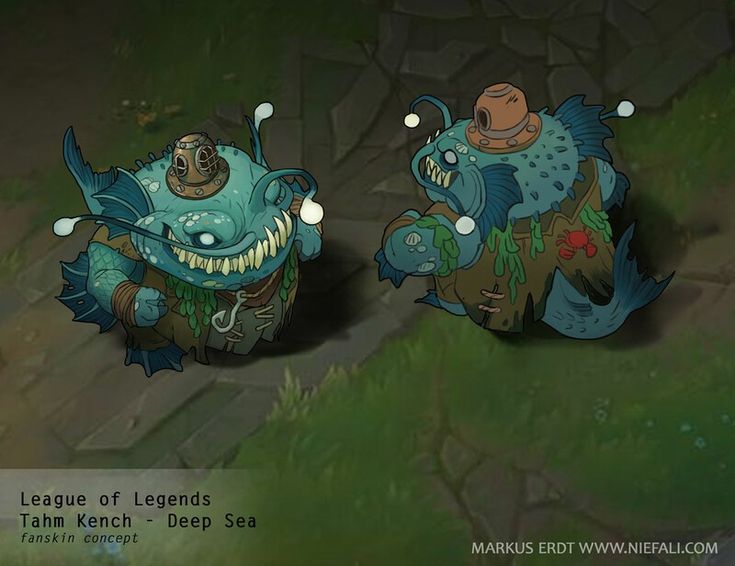 League of Legends
Tahm Kench - Deep Sea
fanskin concept
MARKUS ERDT WWW.NIEFALI.COM